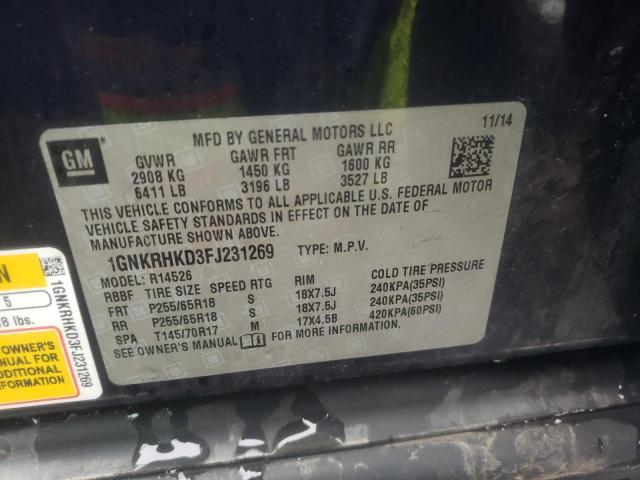 GM
MFD BY GENERAL MOTORS LLC
11/14
GVWR GAWR FRT GAWR RR
2908 KG 1450 KG 1600 KG
6411 LB 3196 LB 3527 LB
THIS VEHICLE CONFORMS TO ALL APPLICABLE U.S. FEDERAL MOTOR
VEHICLE SAFETY STANDARDS IN EFFECT ON THE DATE OF
MANUFACTURE SHOWN ABOVE.
1GNKRHKD3FJ231269 TYPE: M.P.V.
MODEL: R14526
RBBF TIRE SIZE SPEED RTG RIM COLD TIRE PRESSURE
FRT P255/65R18 S 18X7.5J 240KPA(35PSI)
RR P255/65R18 S 18X7.5J 240KPA(35PSI)
SPA T145/70R17 M 17X4.5B 420KPA(60PSI)
SEE OWNER'S MANUAL FOR MORE INFORMATION.
N
5
8 lbs.
OWNER'S
NUAL FOR
ADDITIONAL
FORMATION
1GNKRHKD3FJ231269